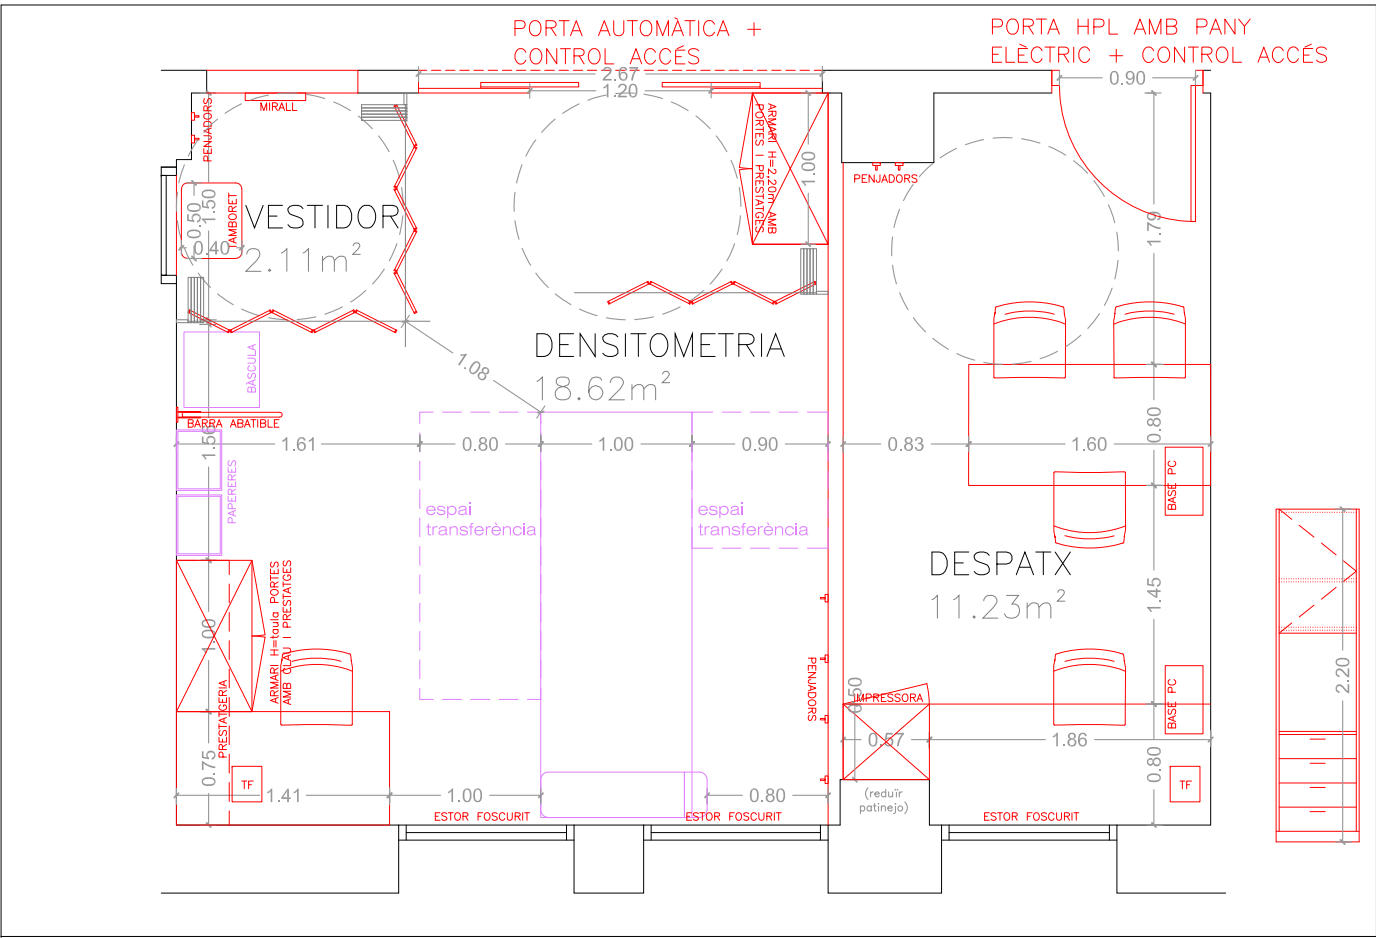 PORTA AUTOMÀTICA +
CONTROL ACCÉS
PORTA HPL AMB PANY
ELÈCTRIC + CONTROL ACCÉS
2.67
1.20
0.90
MIRALL
PENJADORS
ARMARI H=2,20m AMB
PORTES I PRESTATGES
1.00
PENJADORS
1.79
0.50
1.50
TAMBORET
0.40
VESTIDOR
2.11m²
DENSITOMETRIA
18.62m²
1.08
BÀSCULA
BARRA ABATIBLE
1.56
1.61
0.80
1.00
0.90
0.83
1.60
0.80
BASE PC
PAPERERES
espai
transferència
espai
transferència
DESPATX
11.23m²
1.45
ARMARI H=taula PORTES
AMB CLAU I PRESTATGES
1.00
PRESTATGERIA
PENJADORS
0.50
IMPRESSORA
BASE PC
2.20
0.57
1.86
0.75
TF
1.41
1.00
0.80
(reduïr
patinejo)
0.80
TF
ESTOR FOSCURIT
ESTOR FOSCURIT
ESTOR FOSCURIT